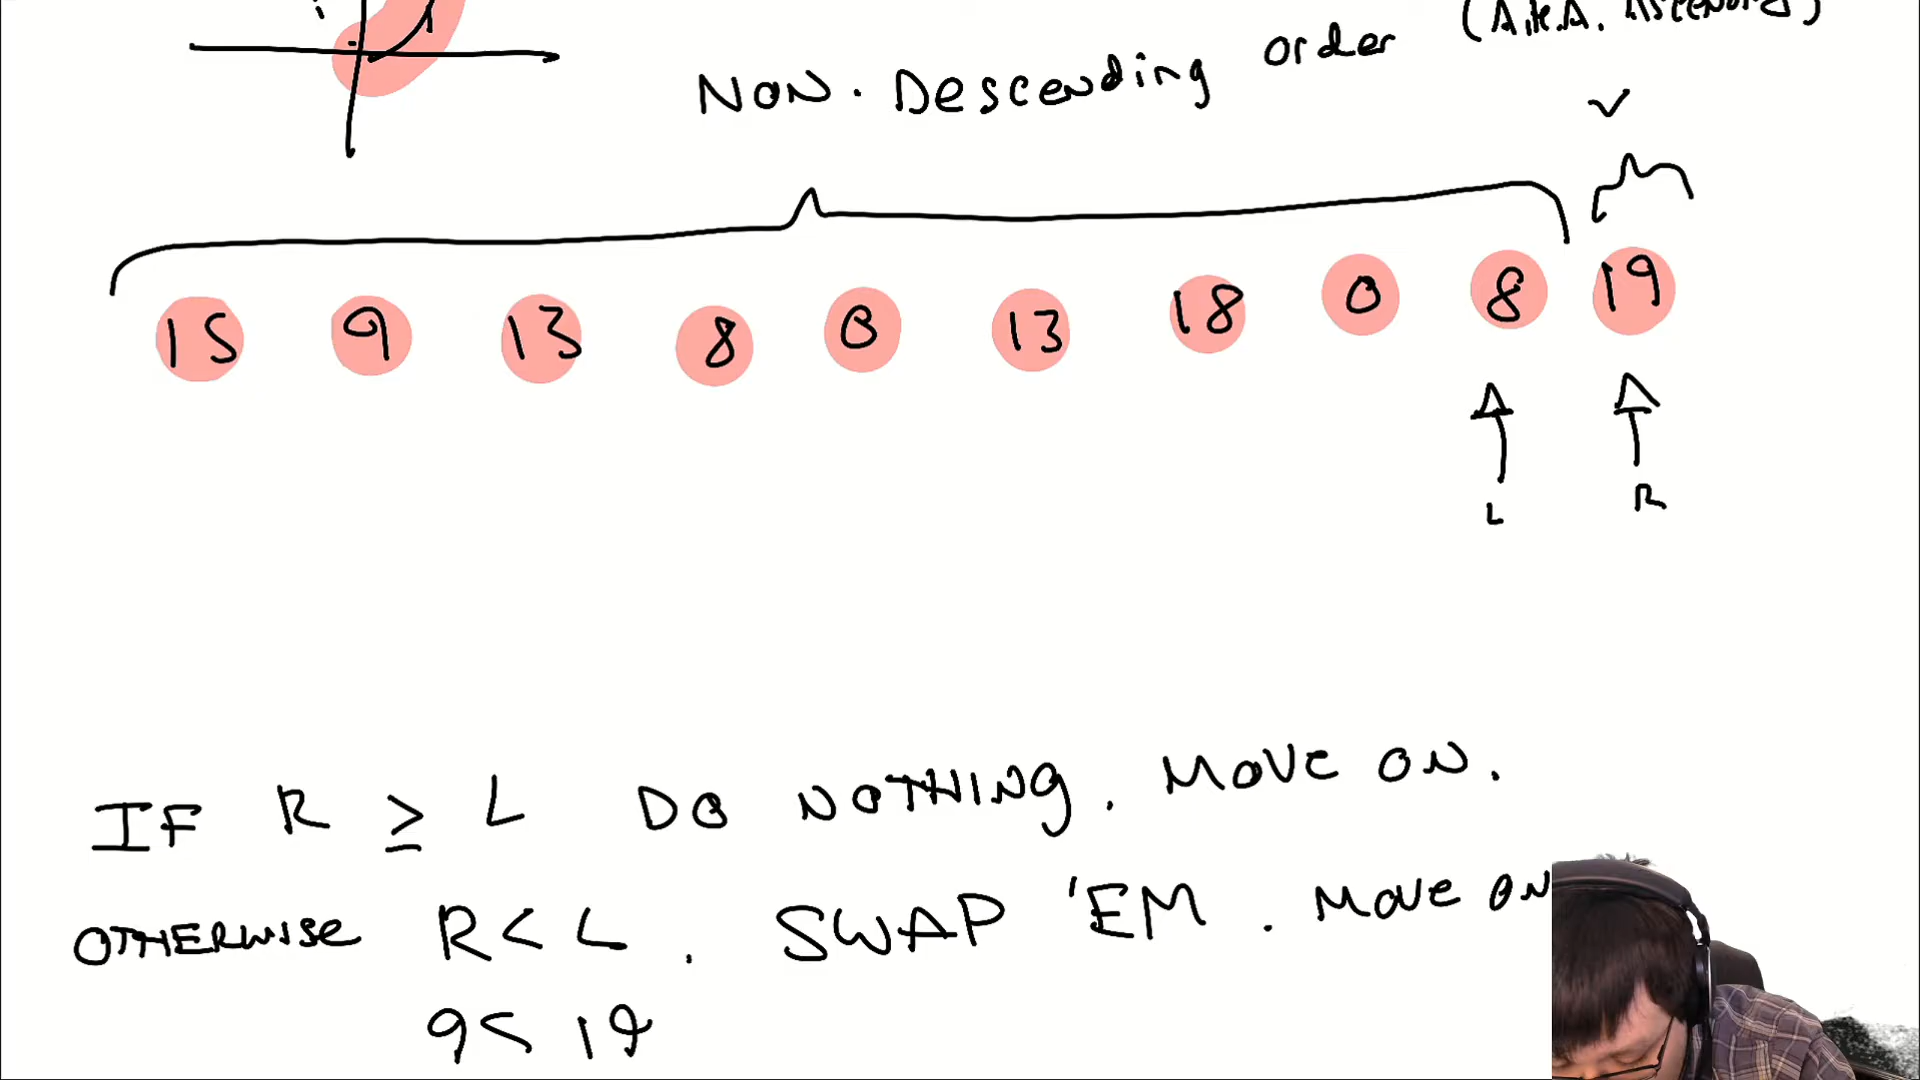 NON. Descending order (A.K.A. Ascending)
15 9 13 8 0 13 18 0 8 19
L R
IF R ≥ L DO NOTHING. MOVE ON.
OTHERWISE R < L. SWAP 'EM. MOVE ON
9 < 19